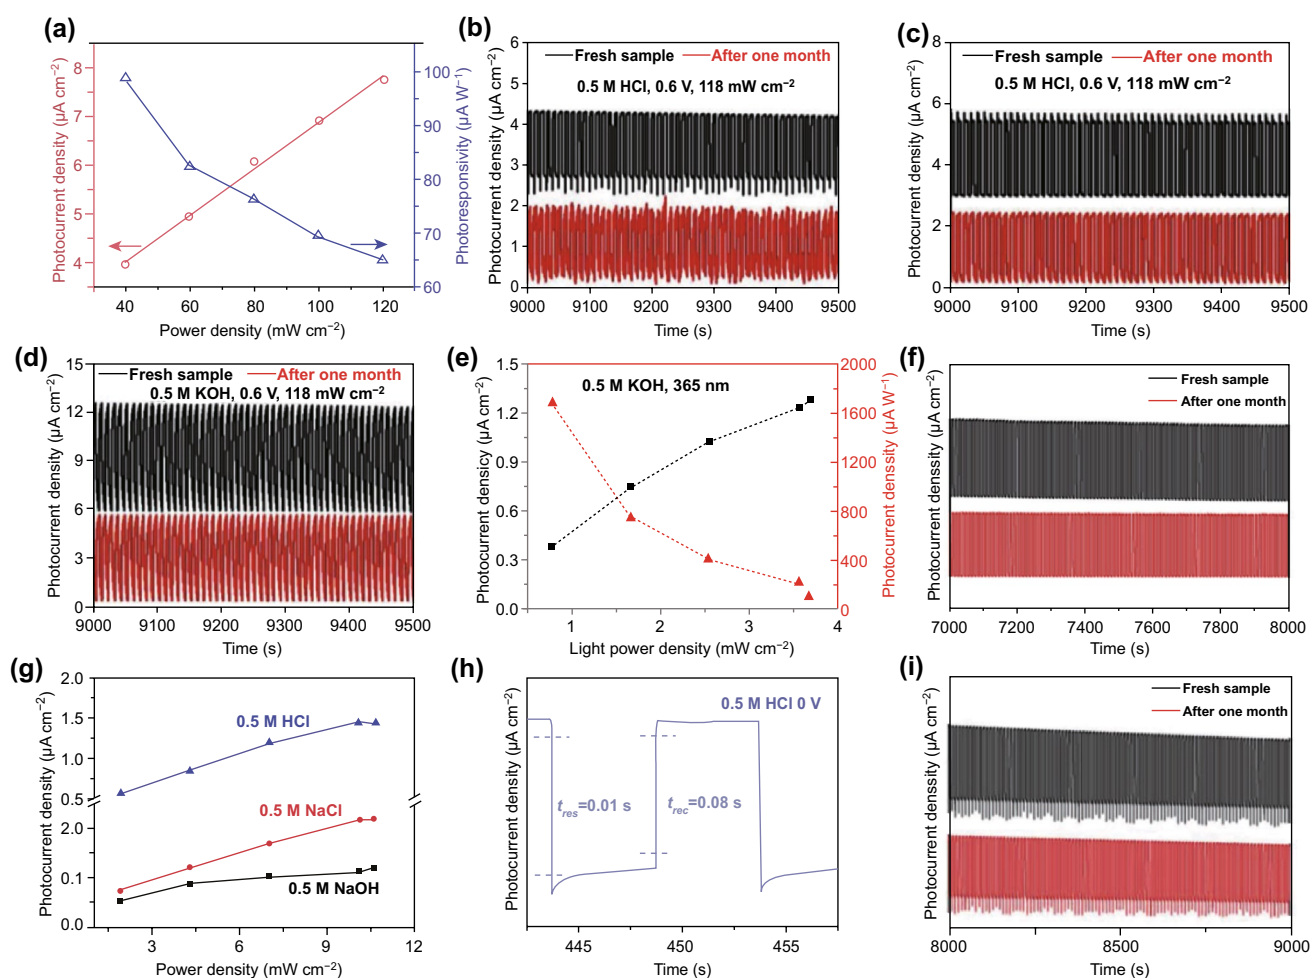 (a)
Photocurrent density (µA cm−2)
8
7
6
5
4
100
90
80
70
60
Photoresponsivity (µA W−1)
40 60 80 100 120
Power density (mW cm−2)
(b)
Photocurrent density (µA cm−2)
6
5
4
3
2
1
0
Fresh sample After one month
0.5 M HCl, 0.6 V, 118 mW cm−2
9000 9100 9200 9300 9400 9500
Time (s)
(c)
Photocurrent density (µA cm−2)
8
6
4
2
0
Fresh sample After one month
0.5 M HCl, 0.6 V, 118 mW cm−2
9000 9100 9200 9300 9400 9500
Time (s)
(d)
Photocurrent density (µA cm−2)
15
12
9
6
3
0
Fresh sample After one month
0.5 M KOH, 0.6 V, 118 mW cm−2
9000 9100 9200 9300 9400 9500
Time (s)
(e)
Photocurrent densicy (µA cm−2)
1.5
1.2
0.9
0.6
0.3
0.0
0.5 M KOH, 365 nm
2000
1600
1200
800
400
0
Photocurrent denssity (µA W−1)
1 2 3 4
Light power density (mW cm−2)
(f)
Photocurrent denssity (µA cm−2)
Fresh sample
After one month
7000 7200 7400 7600 7800 8000
Time (s)
(g)
Photocurrent density (µA cm−2)
2.0
1.5
1.0
0.5
2.0
0.1
0.0
0.5 M HCl
0.5 M NaCl
0.5 M NaOH
3 6 9 12
Power density (mW cm−2)
(h)
Photocurrent denssity (µA cm−2)
0.5 M HCl 0 V
tres=0.01 s
trec=0.08 s
445 450 455
Time (s)
(i)
Photocurrent denssity (µA cm−2)
Fresh sample
After one month
8000 8500 9000
Time (s)